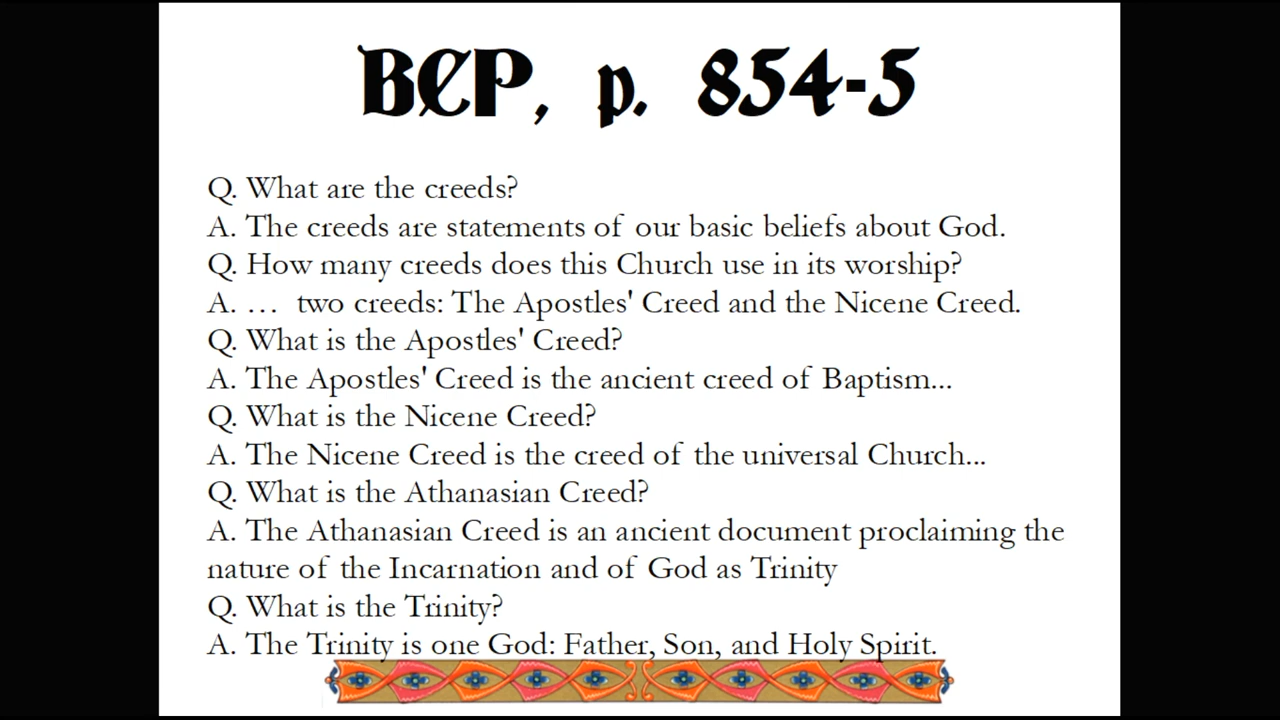 BCP, p. 854-5
Q. What are the creeds?
A. The creeds are statements of our basic beliefs about God.
Q. How many creeds does this Church use in its worship?
A. … two creeds: The Apostles' Creed and the Nicene Creed.
Q. What is the Apostles' Creed?
A. The Apostles' Creed is the ancient creed of Baptism...
Q. What is the Nicene Creed?
A. The Nicene Creed is the creed of the universal Church...
Q. What is the Athanasian Creed?
A. The Athanasian Creed is an ancient document proclaiming the
nature of the Incarnation and of God as Trinity
Q. What is the Trinity?
A. The Trinity is one God: Father, Son, and Holy Spirit.